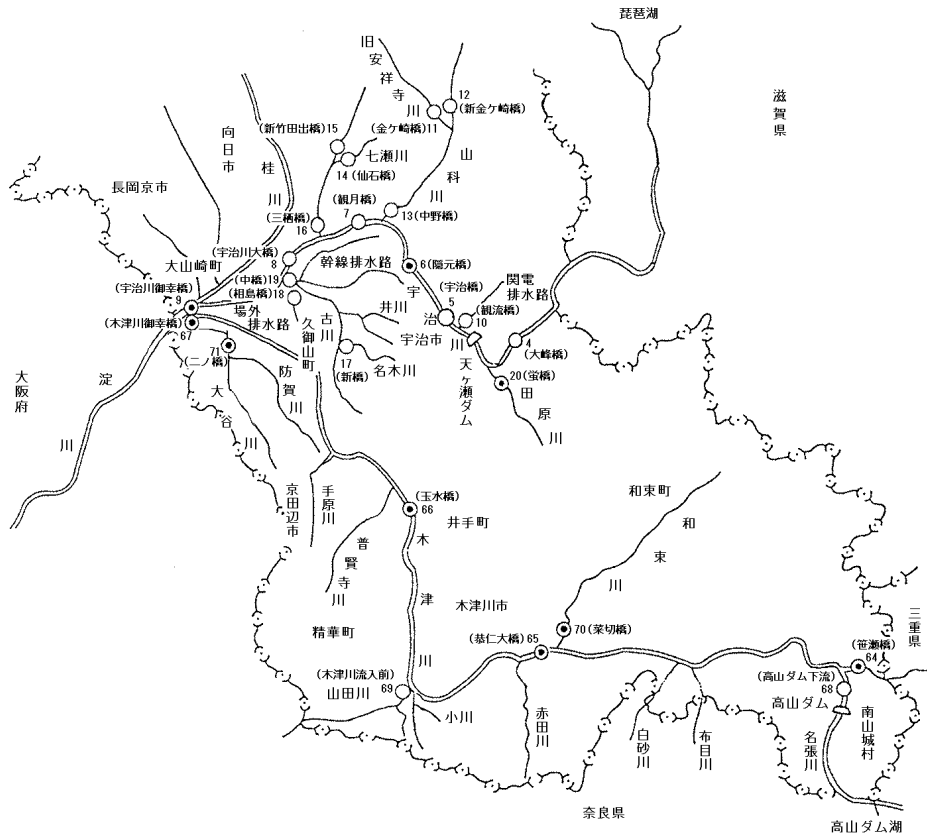 琵琶湖
滋賀県
旧安祥寺川
12
(新金ケ崎橋)
(金ケ崎橋)11
山科川
向日市
桂川
(新竹田出橋)15
七瀬川
14(仙石橋)
長岡京市
(観月橋)
7
13(中野橋)
(三栖橋)
16
大山崎町
(宇治川大橋)
8
幹線排水路
6(隠元橋)
(宇治川御幸橋)
9
(中橋)19
(相島橋)18
宇治川
(宇治橋)
5
関電
排水路
(観流橋)
10
(木津川御幸橋)
67
場外
排水路
久御山町
古川
井川
宇治市
4
(大峰橋)
天ヶ瀬ダム
17
(新橋)
名木川
20(蛍橋)
田原川
71
(二ノ橋)
大谷川
防賀川
大阪府
淀川
京田辺市
手原川
(玉水橋)
66
井手町
和束町
和束川
普賢寺川
木津川
精華町
木津川市
70(菜切橋)
(恭仁大橋)65
三重県
(笹瀬橋)
64
(木津川流入前)
69
山田川
小川
赤田川
白砂川
布目川
(高山ダム下流)
68
高山ダム
名張川
南山城村
奈良県
高山ダム湖